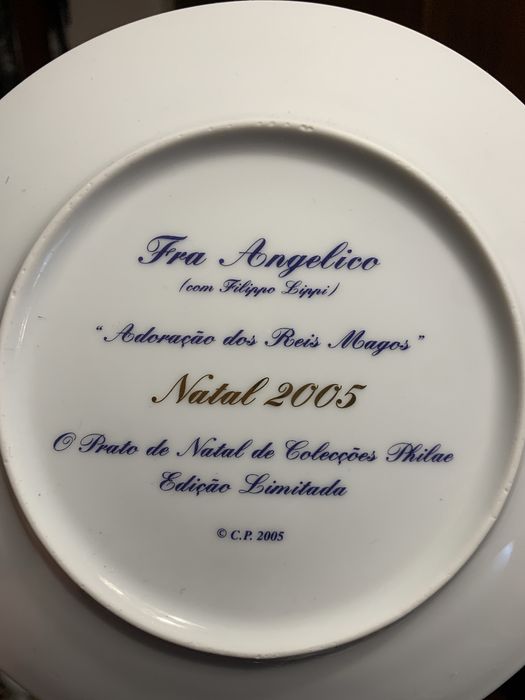 Fra Angelico
(com Filippo Lippi)
“Adoração dos Reis Magos”
Natal 2005
O Prato de Natal de Colecções Philae
Edição Limitada
© C.P. 2005